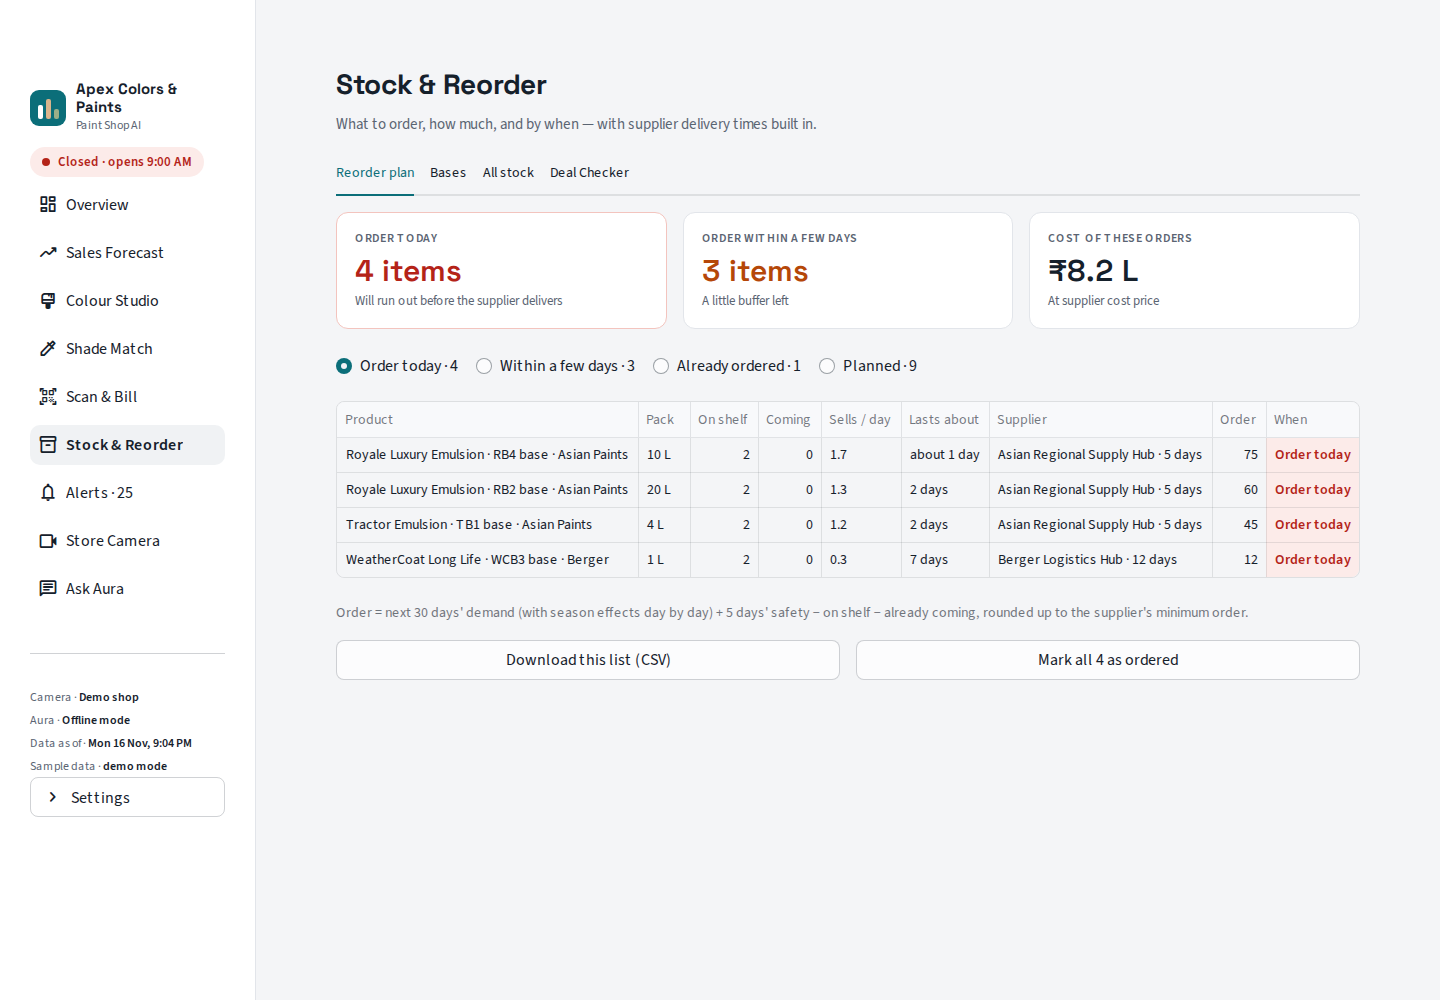 Apex Colors &
Paints
Paint Shop AI
Closed · opens 9:00 AM
Overview
Sales Forecast
Colour Studio
Shade Match
Scan & Bill
Stock & Reorder
Alerts · 25
Store Camera
Ask Aura
Camera · Demo shop
Aura · Offline mode
Data as of · Mon 16 Nov, 9:04 PM
Sample data · demo mode
Settings
Stock & Reorder
What to order, how much, and by when — with supplier delivery times built in.
Reorder plan Bases All stock Deal Checker
ORDER TODAY
4 items
Will run out before the supplier delivers
ORDER WITHIN A FEW DAYS
3 items
A little buffer left
COST OF THESE ORDERS
₹8.2 L
At supplier cost price
Order today · 4 Within a few days · 3 Already ordered · 1 Planned · 9
Product Pack On shelf Coming Sells / day Lasts about Supplier Order When
Royale Luxury Emulsion · RB4 base · Asian Paints 10 L 2 0 1.7 about 1 day Asian Regional Supply Hub · 5 days 75 Order today
Royale Luxury Emulsion · RB2 base · Asian Paints 20 L 2 0 1.3 2 days Asian Regional Supply Hub · 5 days 60 Order today
Tractor Emulsion · TB1 base · Asian Paints 4 L 2 0 1.2 2 days Asian Regional Supply Hub · 5 days 45 Order today
WeatherCoat Long Life · WCB3 base · Berger 1 L 2 0 0.3 7 days Berger Logistics Hub · 12 days 12 Order today
Order = next 30 days' demand (with season effects day by day) + 5 days' safety − on shelf − already coming, rounded up to the supplier's minimum order.
Download this list (CSV) Mark all 4 as ordered